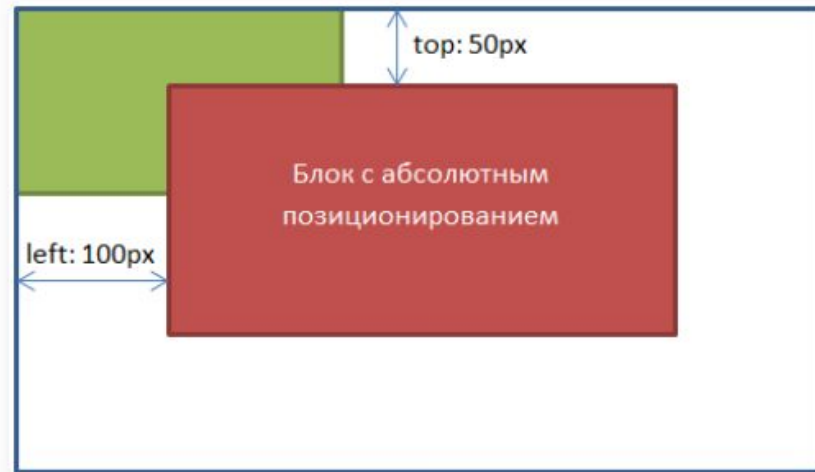 top: 50px
Блок с абсолютным
позиционированием
left: 100px